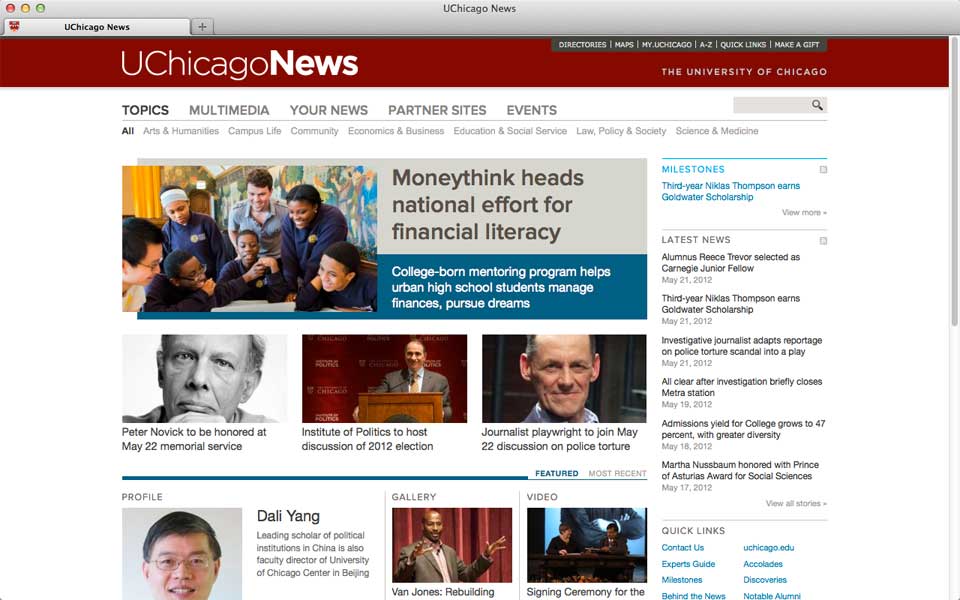 UChicago News
UChicago News
DIRECTORIES | MAPS | MY.UCHICAGO | A-Z | QUICK LINKS | MAKE A GIFT
UChicagoNews
THE UNIVERSITY OF CHICAGO
TOPICS MULTIMEDIA YOUR NEWS PARTNER SITES EVENTS
All Arts & Humanities Campus Life Community Economics & Business Education & Social Service Law, Policy & Society Science & Medicine
Moneythink heads
national effort for
financial literacy
College-born mentoring program helps
urban high school students manage
finances, pursue dreams
Peter Novick to be honored at
May 22 memorial service
INSTITUTE OF
POLITICS
Institute of Politics to host
discussion of 2012 election
Journalist playwright to join May
22 discussion on police torture
FEATURED MOST RECENT
PROFILE
Dali Yang
Leading scholar of political
institutions in China is also
faculty director of University
of Chicago Center in Beijing
GALLERY
Van Jones: Rebuilding
VIDEO
Signing Ceremony for the
MILESTONES
Third-year Niklas Thompson earns
Goldwater Scholarship
View more »
LATEST NEWS
Alumnus Reece Trevor selected as
Carnegie Junior Fellow
May 21, 2012
Third-year Niklas Thompson earns
Goldwater Scholarship
May 21, 2012
Investigative journalist adapts reportage
on police torture scandal into a play
May 21, 2012
All clear after investigation briefly closes
Metra station
May 19, 2012
Admissions yield for College grows to 47
percent, with greater diversity
May 18, 2012
Martha Nussbaum honored with Prince
of Asturias Award for Social Sciences
May 17, 2012
View all stories »
QUICK LINKS
Contact Us uchicago.edu
Experts Guide Accolades
Milestones Discoveries
Behind the News Notable Alumni